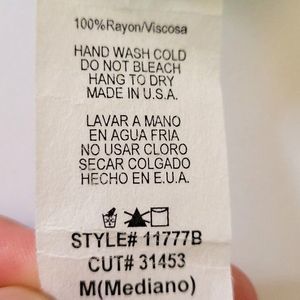 100%Rayon/Viscosa
HAND WASH COLD
DO NOT BLEACH
HANG TO DRY
MADE IN U.S.A.
LAVAR A MANO
EN AGUA FRIA
NO USAR CLORO
SECAR COLGADO
HECHO EN E.U.A.
STYLE# 11777B
CUT# 31453
M(Mediano)